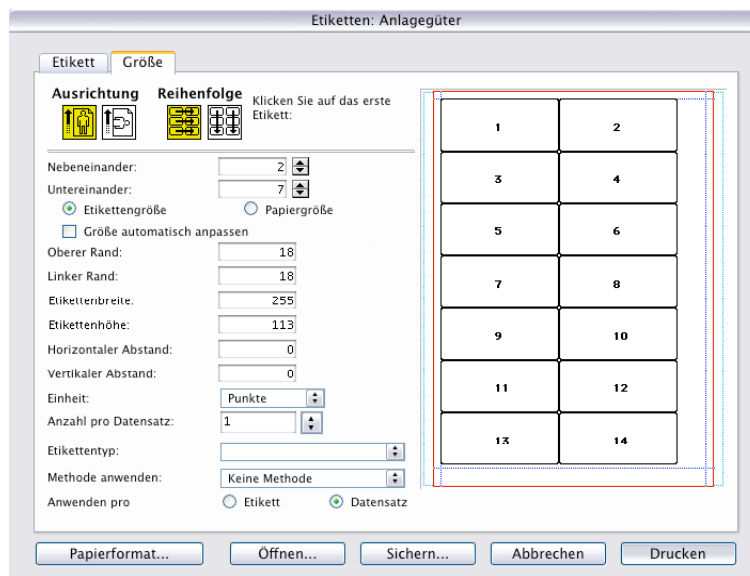 Etiketten: Anlagegüter
Etikett Größe
Ausrichtung Reihenfolge
Klicken Sie auf das erste
Etikett:
Nebeneinander: 2
Untereinander: 7
Etikettengröße Papiergröße
Größe automatisch anpassen
Oberer Rand: 18
Linker Rand: 18
Etikettenbreite: 255
Etikettenhöhe: 113
Horizontaler Abstand: 0
Vertikaler Abstand: 0
Einheit: Punkte
Anzahl pro Datensatz: 1
Etikettentyp:
Methode anwenden: Keine Methode
Anwenden pro Etikett Datensatz
1 2
3 4
5 6
7 8
9 10
11 12
13 14
Papierformat... Öffnen... Sichern... Abbrechen Drucken